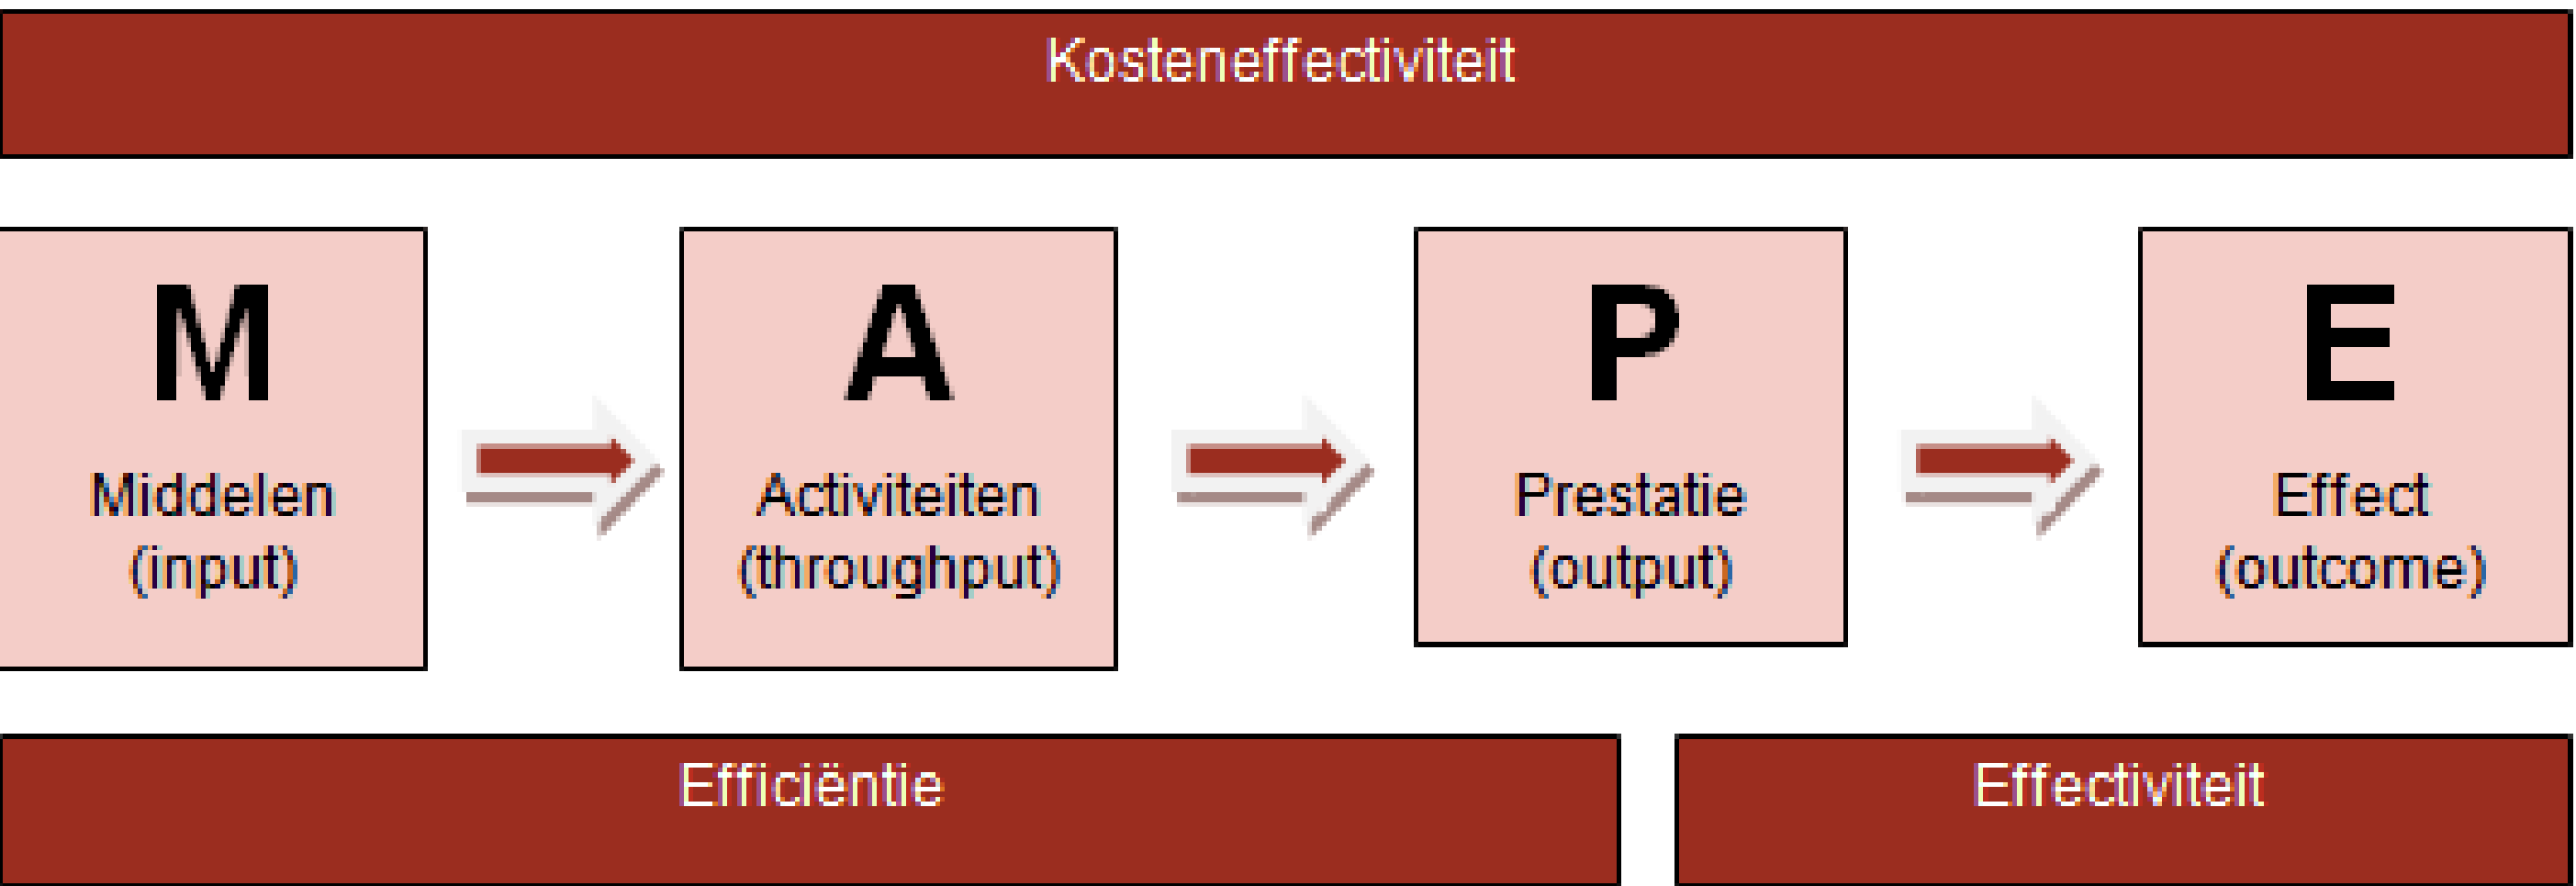 Kosteneffectiviteit
M
Middelen
(input)
A
Activiteiten
(throughput)
P
Prestatie
(output)
E
Effect
(outcome)
Efficiëntie
Effectiviteit